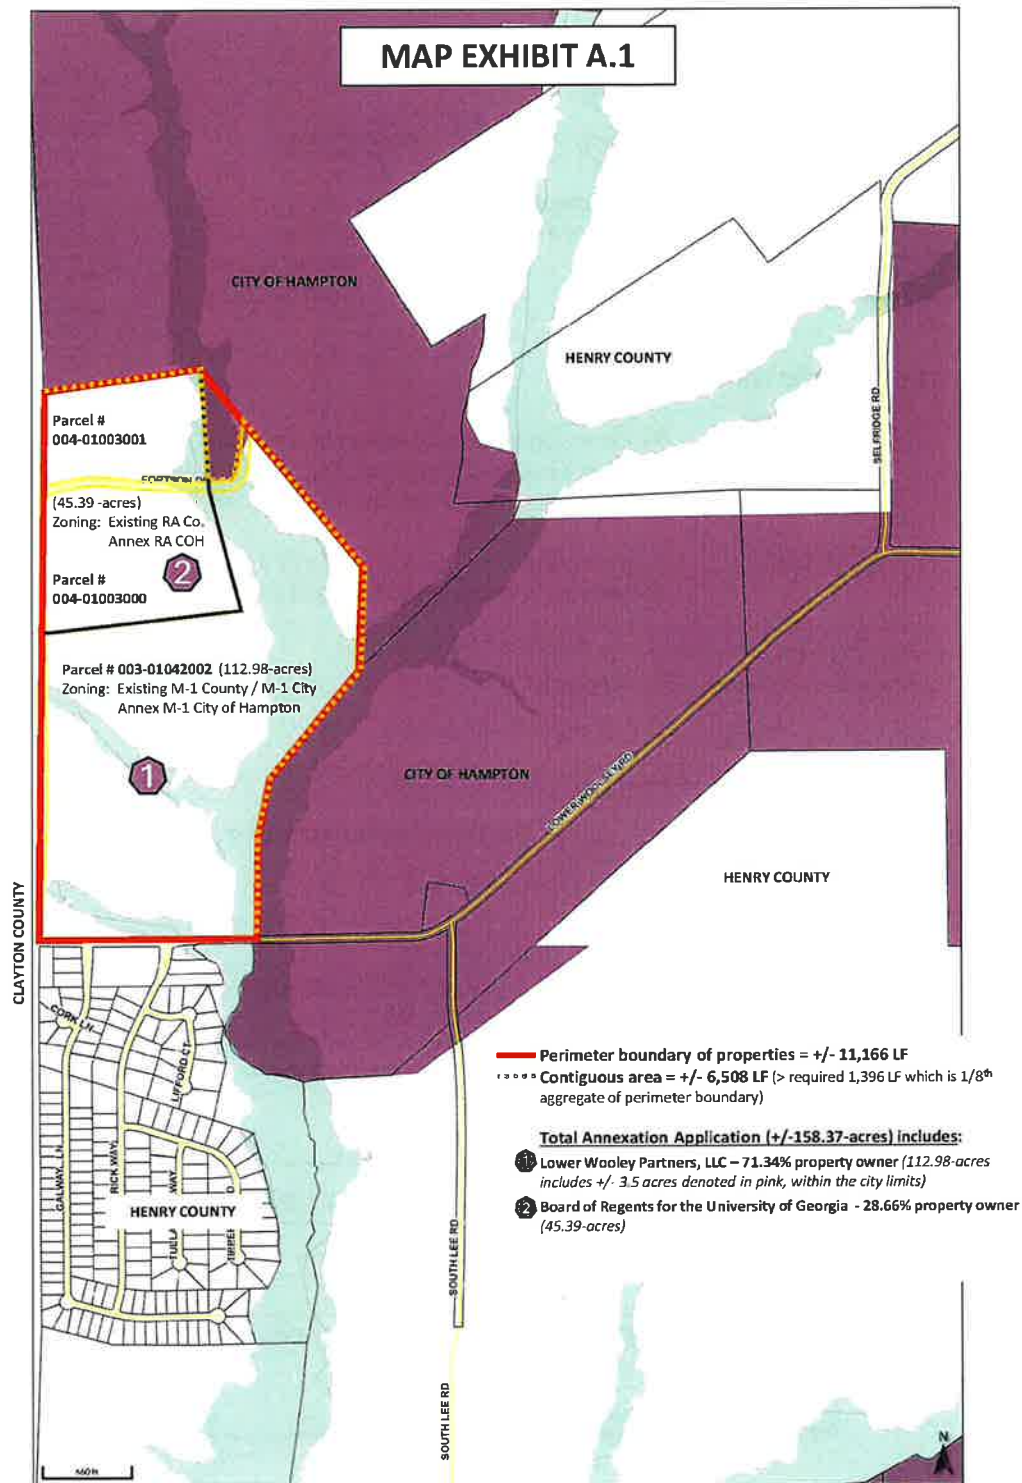 MAP EXHIBIT A.1
CITY OF HAMPTON
HENRY COUNTY
SELFRIDGE RD
Parcel #
004-01003001
(45.39 -acres)
Zoning: Existing RA Co.
Annex RA COH
2
Parcel #
004-01003000
Parcel # 003-01042002 (112.98-acres)
Zoning: Existing M-1 County / M-1 City
Annex M-1 City of Hampton
1
CITY OF HAMPTON
LOWER WOOLSEY RD
HENRY COUNTY
CLAYTON COUNTY
CORK LN
LIFFORD CT
GALWAY LN
RICK WAY
WAY
HENRY COUNTY
SOUTH LEE RD
SOUTH LEE RD
Perimeter boundary of properties = +/- 11,166 LF
Contiguous area = +/- 6,508 LF (> required 1,396 LF which is 1/8th
aggregate of perimeter boundary)
Total Annexation Application (+/-158.37-acres) includes:
1 Lower Wooley Partners, LLC – 71.34% property owner (112.98-acres
includes +/- 3.5 acres denoted in pink, within the city limits)
2 Board of Regents for the University of Georgia - 28.66% property owner
(45.39-acres)
N